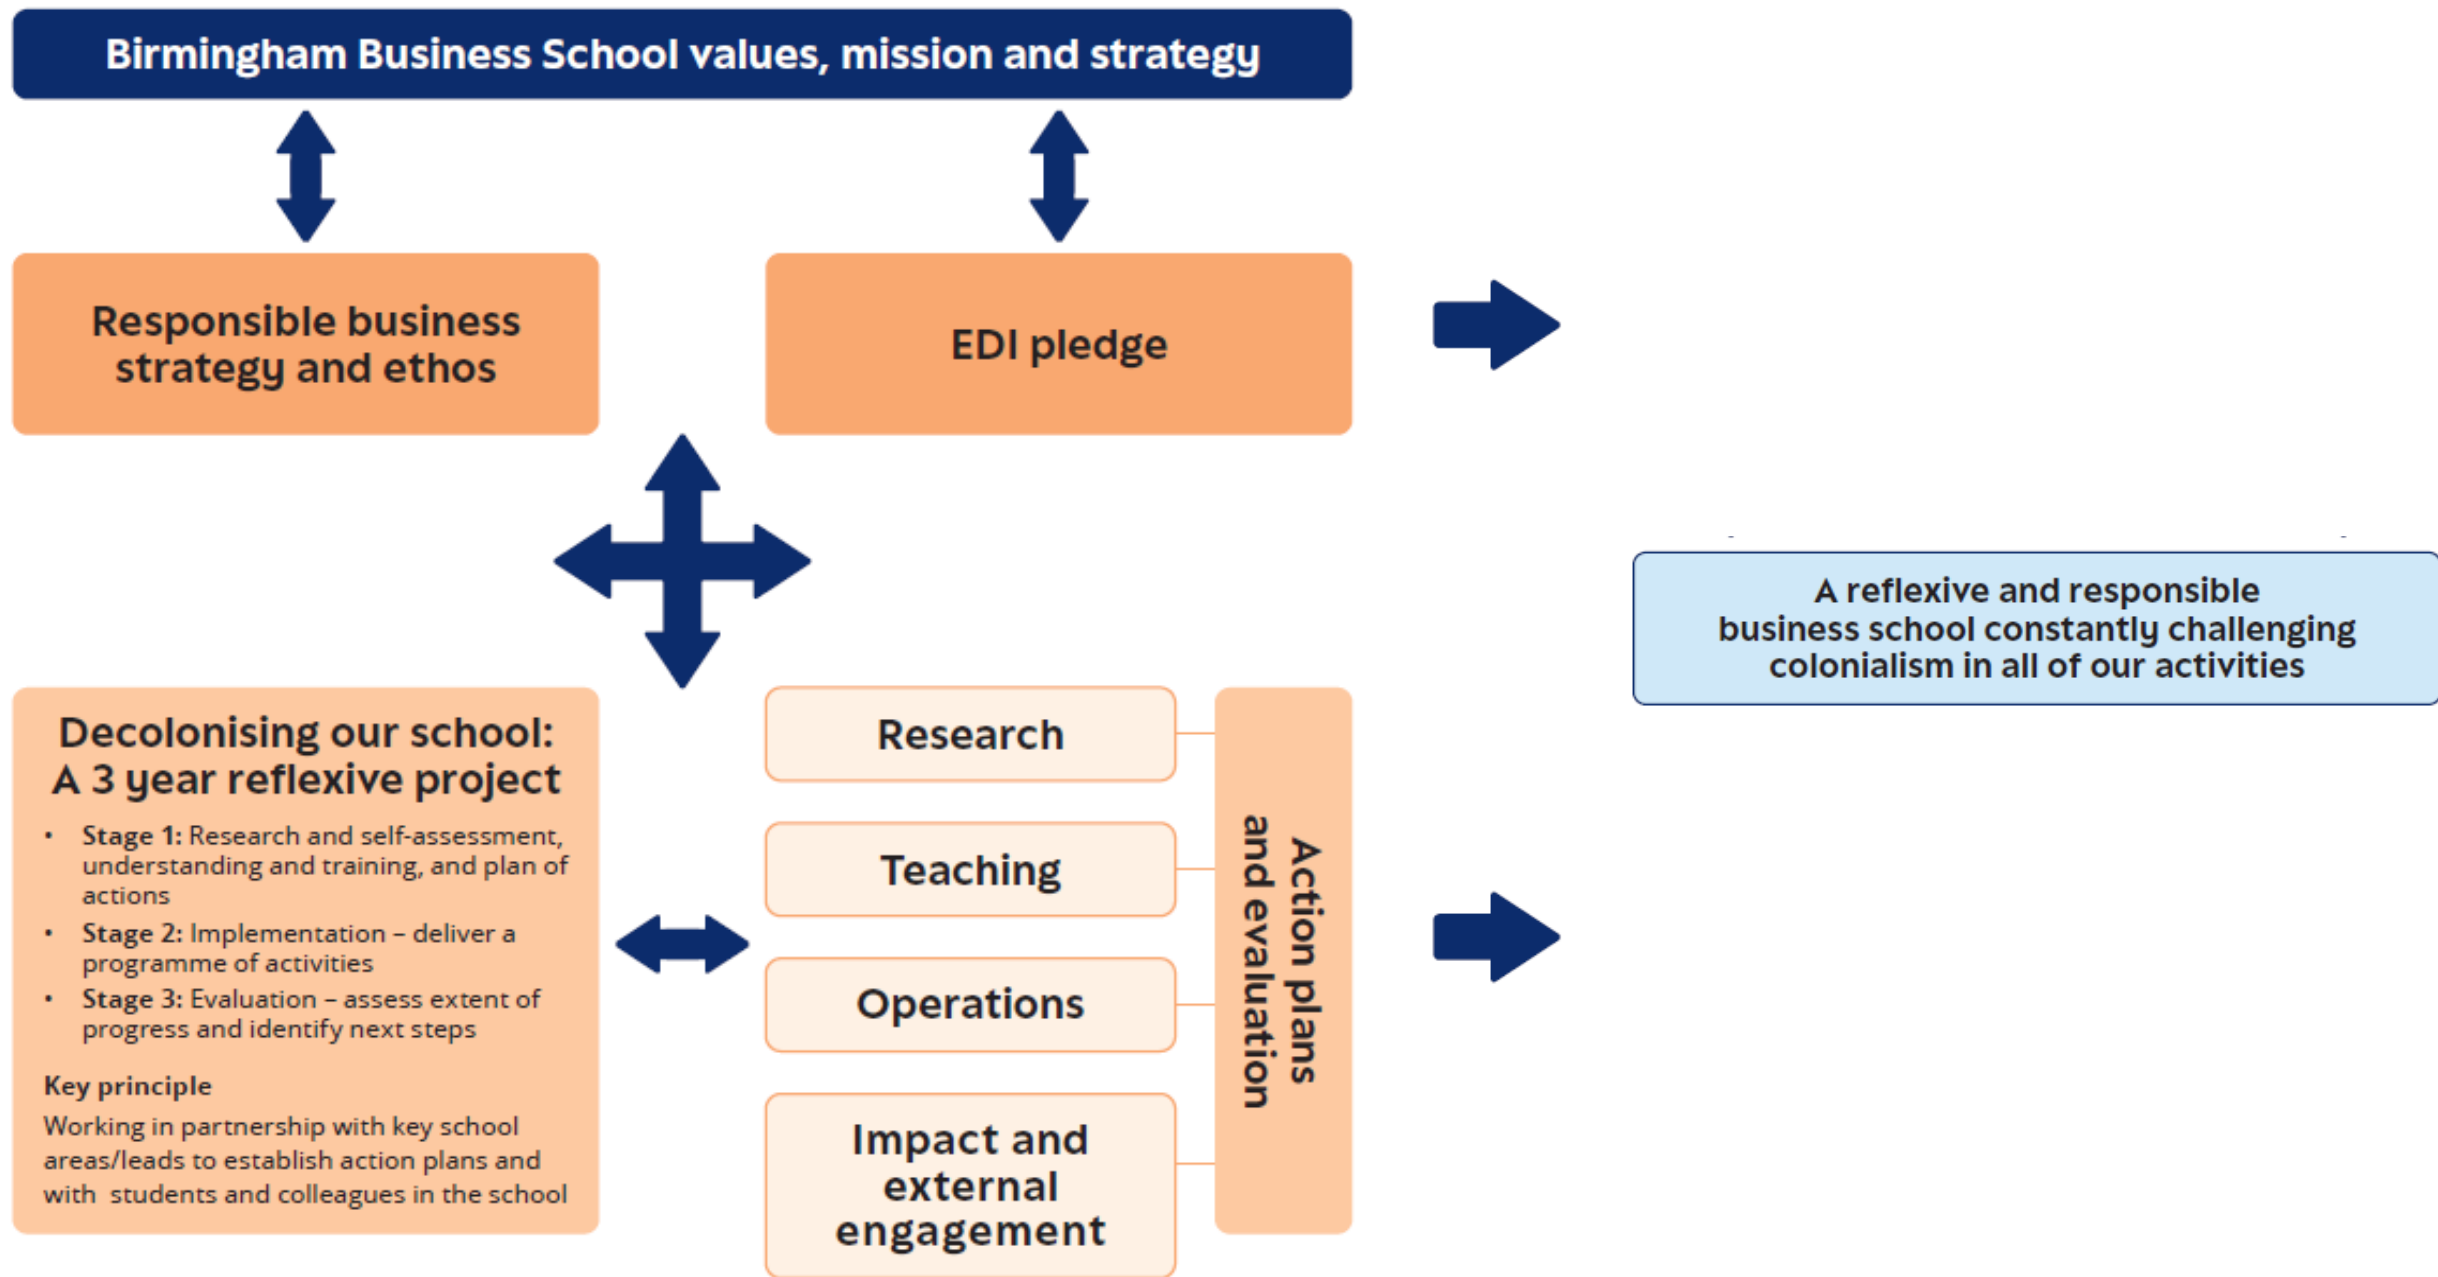 Birmingham Business School values, mission and strategy
Responsible business
strategy and ethos
EDI pledge
A reflexive and responsible
business school constantly challenging
colonialism in all of our activities
Decolonising our school:
A 3 year reflexive project
• Stage 1: Research and self-assessment,
understanding and training, and plan of
actions
• Stage 2: Implementation – deliver a
programme of activities
• Stage 3: Evaluation – assess extent of
progress and identify next steps
Key principle
Working in partnership with key school
areas/leads to establish action plans and
with students and colleagues in the school
Research
Teaching
Operations
Impact and
external
engagement
Action plans
and evaluation